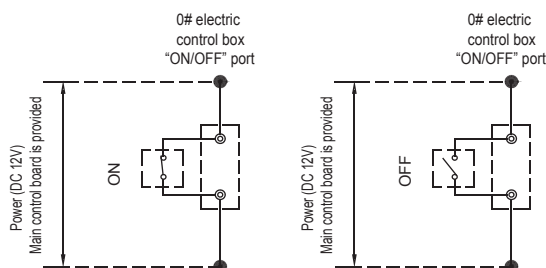 0# electric
control box
“ON/OFF” port
Power (DC 12V)
Main control board is provided
ON
0# electric
control box
“ON/OFF” port
Power (DC 12V)
Main control board is provided
OFF